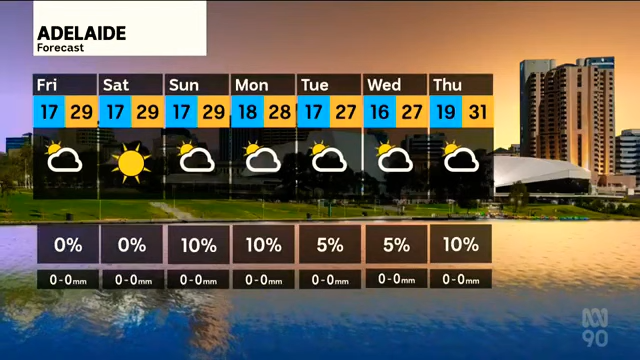 ADELAIDE
Forecast
Fri Sat Sun Mon Tue Wed Thu
17 29 17 29 17 29 18 28 17 27 16 27 19 31
0% 0% 10% 10% 5% 5% 10%
0-0mm 0-0mm 0-0mm 0-0mm 0-0mm 0-0mm 0-0mm
90